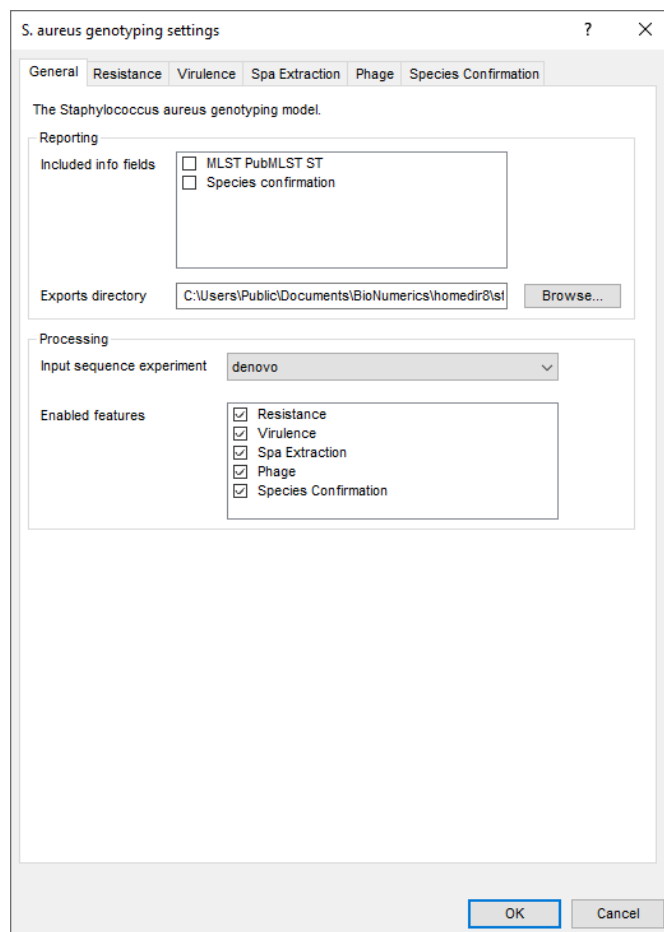 S. aureus genotyping settings ?
General Resistance Virulence Spa Extraction Phage Species Confirmation
The Staphylococcus aureus genotyping model.
Reporting
Included info fields MLST PubMLST ST
Species confirmation
Exports directory C:\Users\Public\Documents\BioNumerics\homedir8\st Browse...
Processing
Input sequence experiment denovo
Enabled features Resistance
Virulence
Spa Extraction
Phage
Species Confirmation
OK Cancel